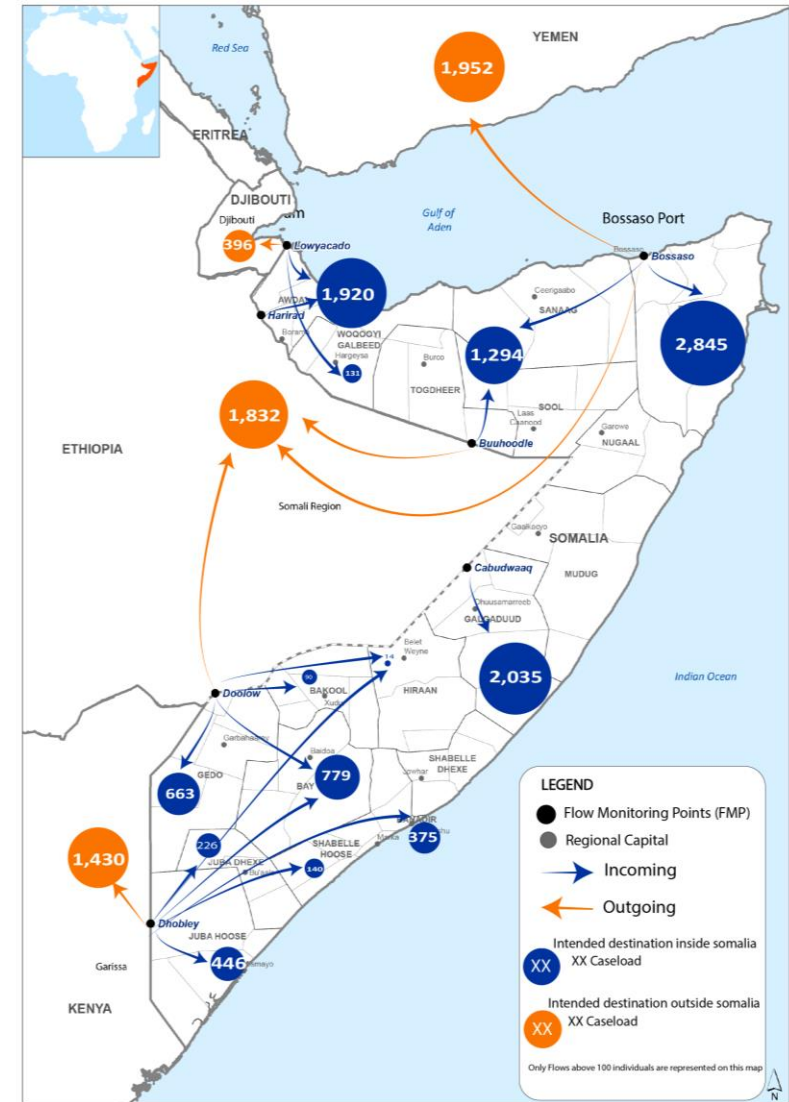 YEMEN
Red Sea
1,952
ERITREA
DJIBOUTI
Djibouti
Gulf of
Aden
Bossaso Port
396
Lowyacado
Bossaso
Bossaso
1,920
Ceerigaabo
SANAAG
Harirad
WOQOOYI
GALBEED
Hargeysa
131
1,294
2,845
Burco
TOGDHEER
SOOL
Laas
Caanood
1,832
Buuhoodle
Garowe
NUGAAL
ETHIOPIA
Somali Region
Gaalkacyo
SOMALIA
Cabudwaaq
MUDUG
Dhuusamarreeb
GALGADUUD
Belet
Weyne
14
90
BAKOOL
HIRAAN
2,035
Indian Ocean
Doolow
Garbahaarey
Baidoa
GEDO
663
BAY
779
SHABELLE
DHEXE
Jowhar
375
226
SHABELLE
HOOSE
JUBA DHEXE
140
1,430
Dhobley
JUBA HOOSE
446
Garissa
KENYA
LEGEND
Flow Monitoring Points (FMP)
Regional Capital
Incoming
Outgoing
Intended destination inside somalia
XX
XX Caseload
Intended destination outside somalia
XX
XX Caseload
Only Flows above 100 individuals are represented on this map
N